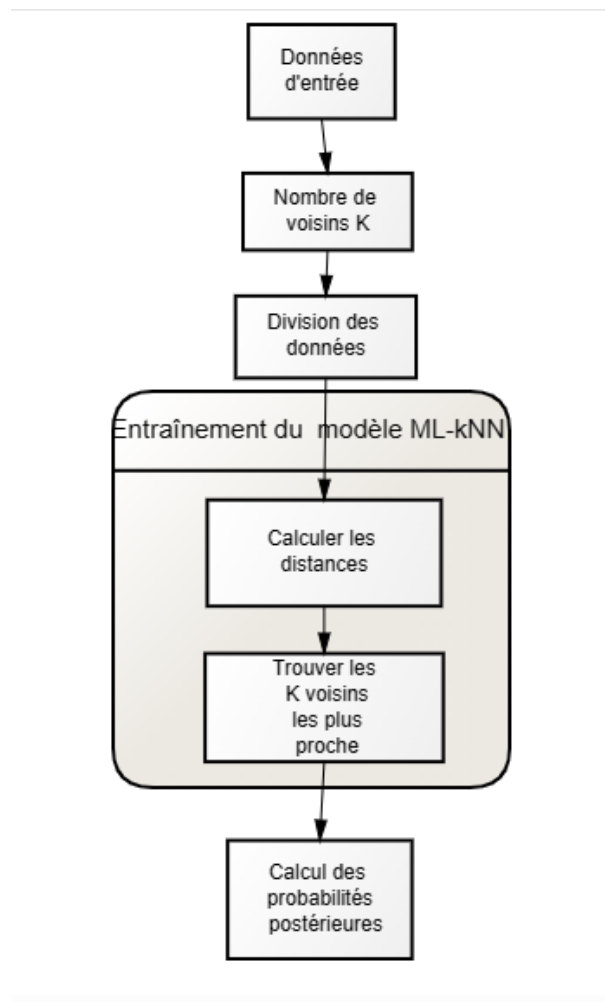 Données
d'entrée
Nombre de
voisins K
Division des
données
Entraînement du modèle ML-kNN
Calculer les
distances
Trouver les
K voisins
les plus
proche
Calcul des
probabilités
postérieures